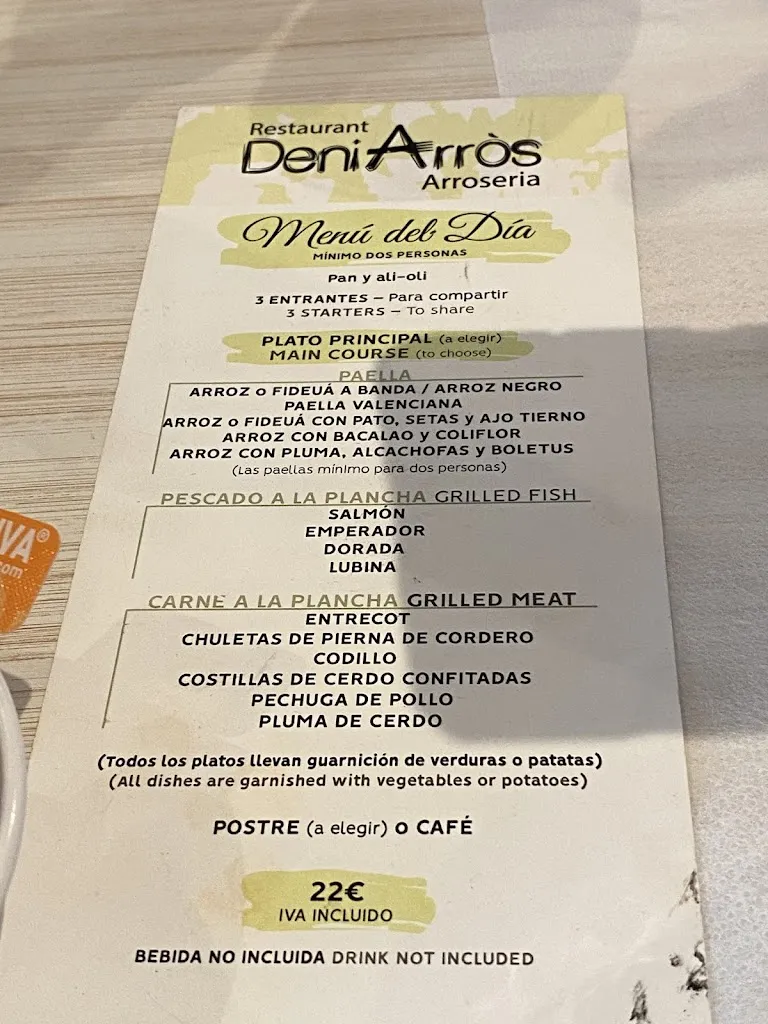 Restaurant
DeniArròs
Arroseria
Menú del Día
MÍNIMO DOS PERSONAS
Pan y ali-oli
3 ENTRANTES – Para compartir
3 STARTERS – To share
PLATO PRINCIPAL (a elegir)
MAIN COURSE (to choose)
PAELLA
ARROZ o FIDEUÁ A BANDA / ARROZ NEGRO
PAELLA VALENCIANA
ARROZ o FIDEUÁ CON PATO, SETAS y AJO TIERNO
ARROZ CON BACALAO y COLIFLOR
ARROZ CON PLUMA, ALCACHOFAS y BOLETUS
(Las paellas mínimo para dos personas)
PESCADO A LA PLANCHA GRILLED FISH
SALMÓN
EMPERADOR
DORADA
LUBINA
CARNE A LA PLANCHA GRILLED MEAT
ENTRECOT
CHULETAS DE PIERNA DE CORDERO
CODILLO
COSTILLAS DE CERDO CONFITADAS
PECHUGA DE POLLO
PLUMA DE CERDO
(Todos los platos llevan guarnición de verduras o patatas)
(All dishes are garnished with vegetables or potatoes)
POSTRE (a elegir) O CAFÉ
22€
IVA INCLUIDO
BEBIDA NO INCLUIDA DRINK NOT INCLUDED